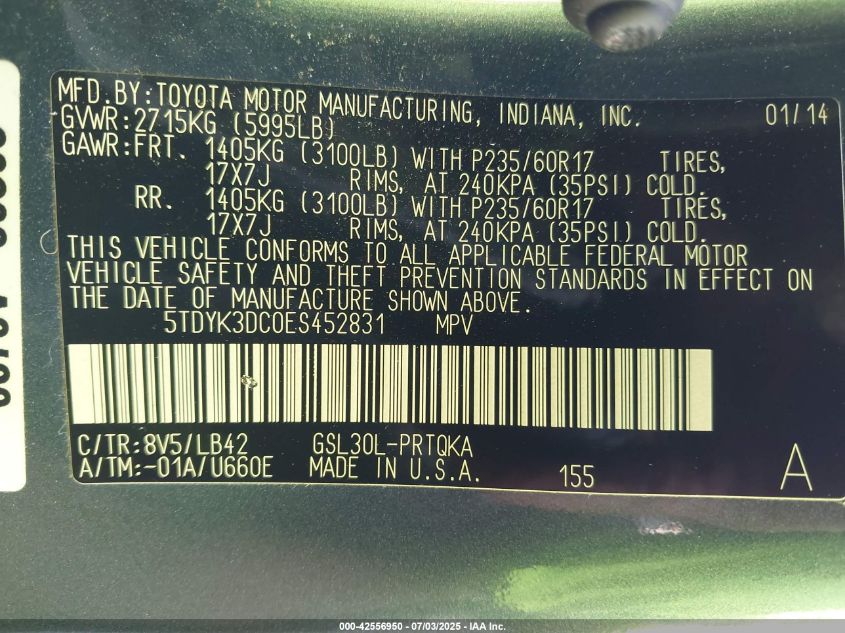 MFD.BY:TOYOTA MOTOR MANUFACTURING, INDIANA, INC. 01/14
GVWR:2715KG (5995LB)
GAWR:FRT. 1405KG (3100LB) WITH P235/60R17 TIRES,
17X7J RIMS, AT 240KPA (35PSI) COLD.
RR. 1405KG (3100LB) WITH P235/60R17 TIRES,
17X7J RIMS, AT 240KPA (35PSI) COLD.
THIS VEHICLE CONFORMS TO ALL APPLICABLE FEDERAL MOTOR
VEHICLE SAFETY AND THEFT PREVENTION STANDARDS IN EFFECT ON
THE DATE OF MANUFACTURE SHOWN ABOVE.
5TDYK3DC0ES452831 MPV
C/TR:8V5/LB42 GSL30L-PRTQKA
A/TM:-01A/U660E MADE IN U.S.A. 155 A
000-42556950 - 07/03/2025 - IAA Inc.